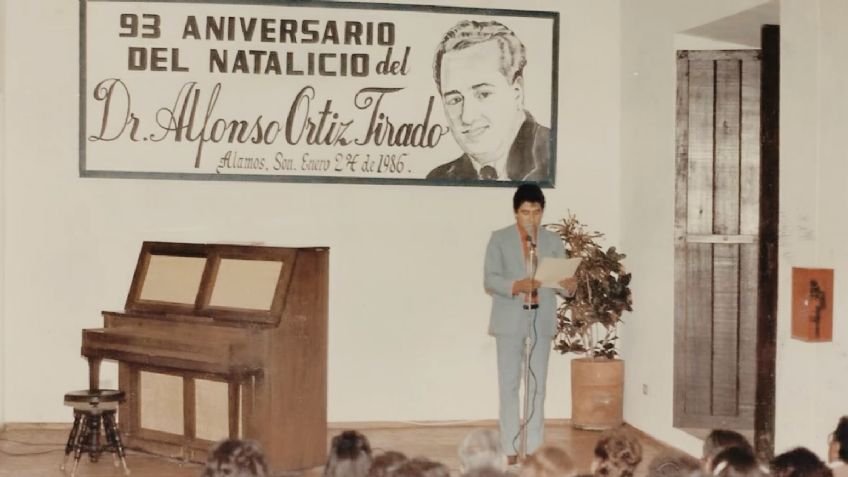 93 ANIVERSARIO
DEL NATALICIO del
Dr. Alfonso Ortiz Tirado
Alamos, Son. Enero 24 de 1986.